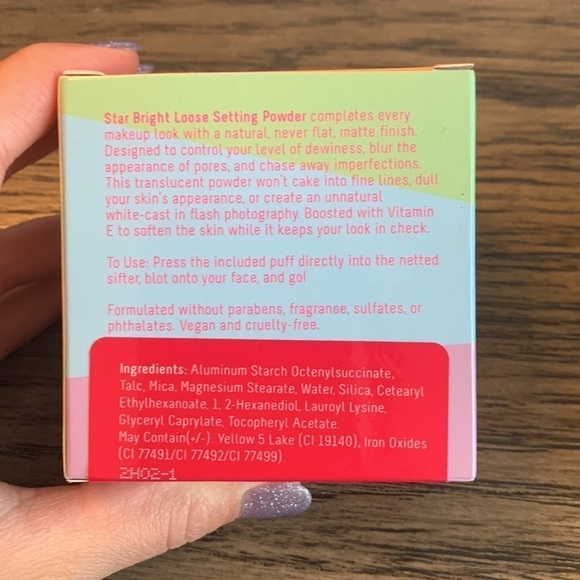 Star Bright Loose Setting Powder completes every
makeup look with a natural, never flat, matte finish.
Designed to control your level of dewiness, blur the
appearance of pores, and chase away imperfections.
This translucent powder won't cake into fine lines, dull
your skin's appearance, or create an unnatural
white-cast in flash photography. Boosted with Vitamin
E to soften the skin while it keeps your look in check.
To Use: Press the included puff directly into the netted
sifter, blot onto your face, and go!
Formulated without parabens, fragrance, sulfates, or
phthalates. Vegan and cruelty-free.
Ingredients: Aluminum Starch Octenylsuccinate,
Talc, Mica, Magnesium Stearate, Water, Silica, Cetearyl
Ethylhexanoate, 1, 2-Hexanediol, Lauroyl Lysine,
Glyceryl Caprylate, Tocopheryl Acetate.
May Contain(+/-): Yellow 5 Lake (CI 19140), Iron Oxides
(CI 77491/CI 77492/CI 77499).
2H02-1